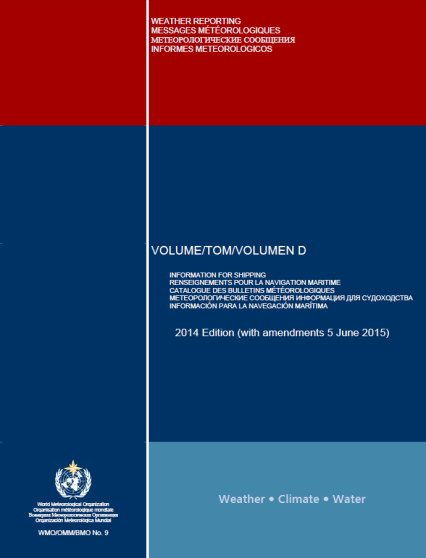 WEATHER REPORTING
MESSAGES MÉTÉOROLOGIQUES
МЕТЕОРОЛОГИЧЕСКИЕ СООБЩЕНИЯ
INFORMES METEOROLOGICOS
VOLUME/TOM/VOLUMEN D
INFORMATION FOR SHIPPING
RENSEIGNEMENTS POUR LA NAVIGATION MARITIME
CATALOGUE DES BULLETINS MÉTÉOROLOGIQUES
МЕТЕОРОЛОГИЧЕСКИЕ СООБЩЕНИЯ ИНФОРМАЦИЯ ДЛЯ СУДОХОДСТВА
INFORMACIÓN PARA LA NAVEGACIÓN MARÍTIMA
2014 Edition (with amendments 5 June 2015)
World Meteorological Organization
Organisation météorologique mondiale
Всемирная Метеорологическая Организация
Organización Meteorológica Mundial
WMO/OMM/BMO No. 9
Weather • Climate • Water